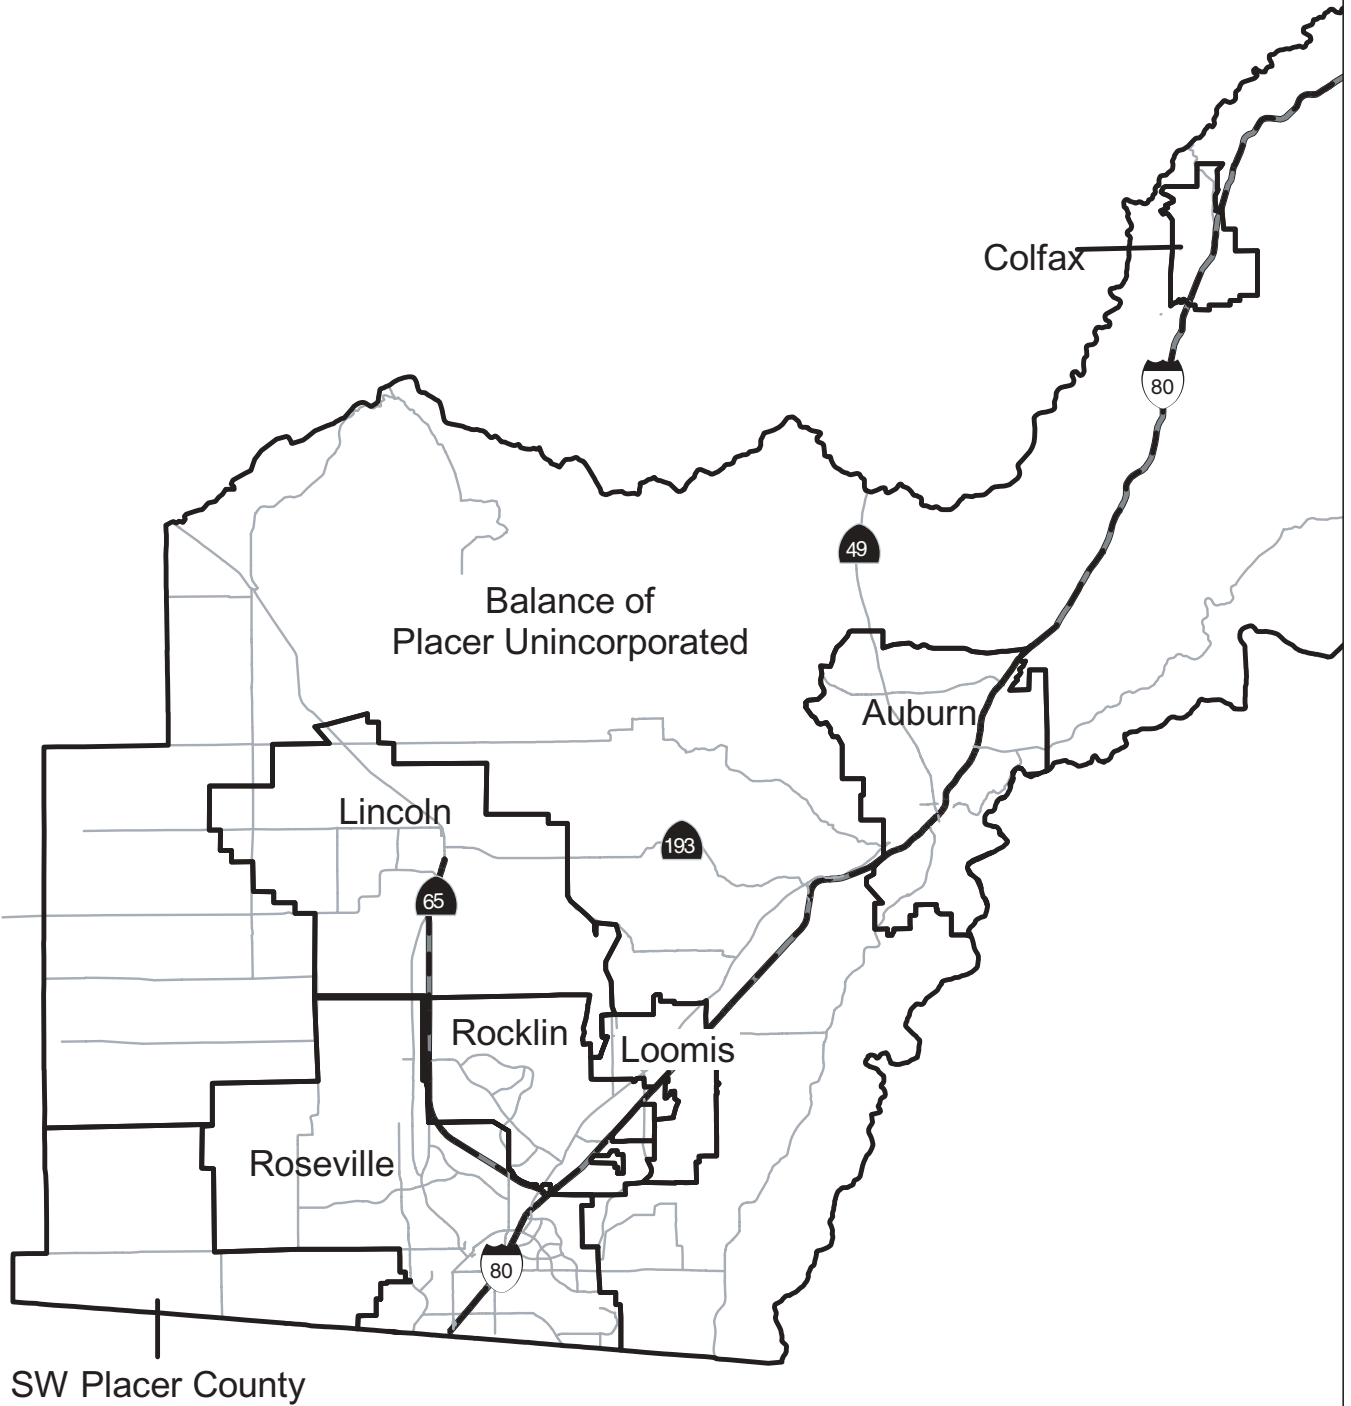 Colfax
80
49
Balance of
Placer Unincorporated
Auburn
Lincoln
193
65
Rocklin
Loomis
Roseville
80
SW Placer County